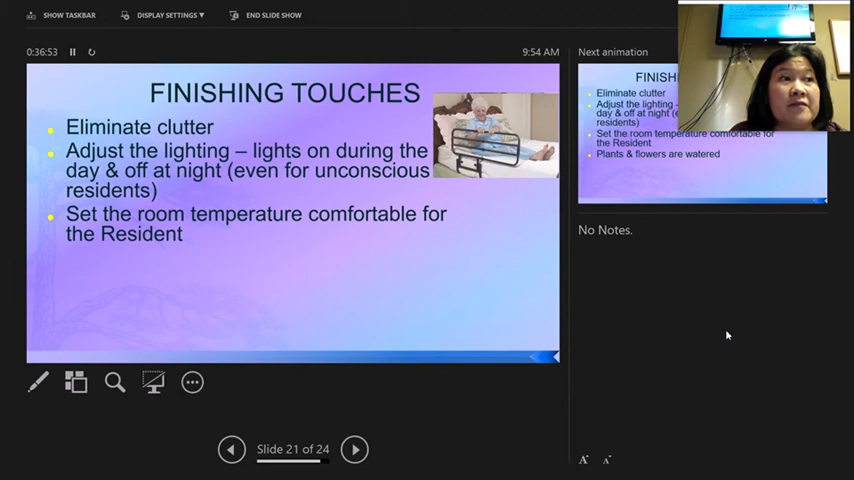 SHOW TASKBAR
DISPLAY SETTINGS ▼
END SLIDE SHOW
0:36:53
9:54 AM
FINISHING TOUCHES
Eliminate clutter
Adjust the lighting – lights on during the
day & off at night (even for unconscious
residents)
Set the room temperature comfortable for
the Resident
Next animation
FINISH
Eliminate clutter
Adjust the lighting –
day & off at night (e
residents)
Set the room temperature comfortable for
the Resident
Plants & flowers are watered
No Notes.
Slide 21 of 24
A A